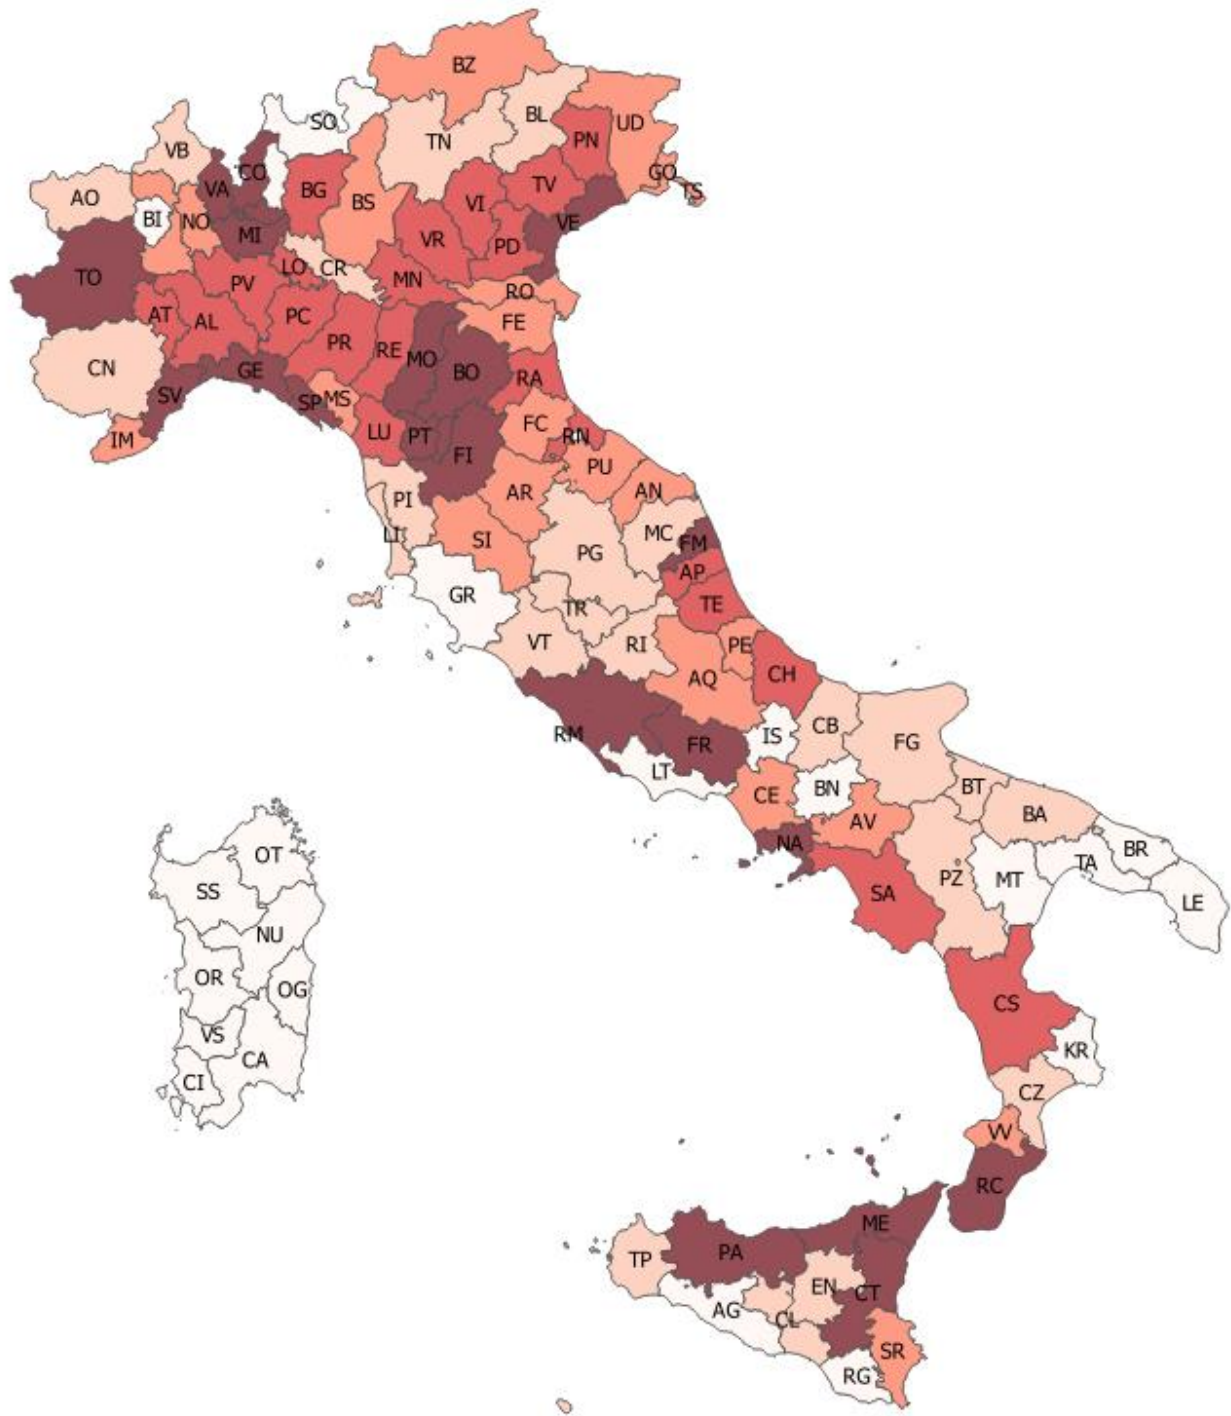 BZ
SO
BL
UD
PN
TN
VB
CO
GO
TS
AO
VA
BG
BS
TV
VI
BI
NO
VE
MI
VR
PD
TO
LO
CR
MN
PV
RO
AT
AL
PC
FE
PR
RE
MO
BO
CN
GE
RA
SV
SP
MS
IM
LU
PT
FC
RN
FI
PU
AR
AN
PI
LI
SI
MC
FM
PG
AP
GR
TR
TE
VT
RI
PE
AQ
CH
RM
FR
IS
CB
FG
LT
CE
BN
BT
AV
BA
NA
BR
OT
SS
PZ
MT
TA
SA
LE
NU
OR
OG
CS
VS
CA
KR
CI
CZ
VV
RC
ME
PA
TP
EN
CT
AG
CL
SR
RG